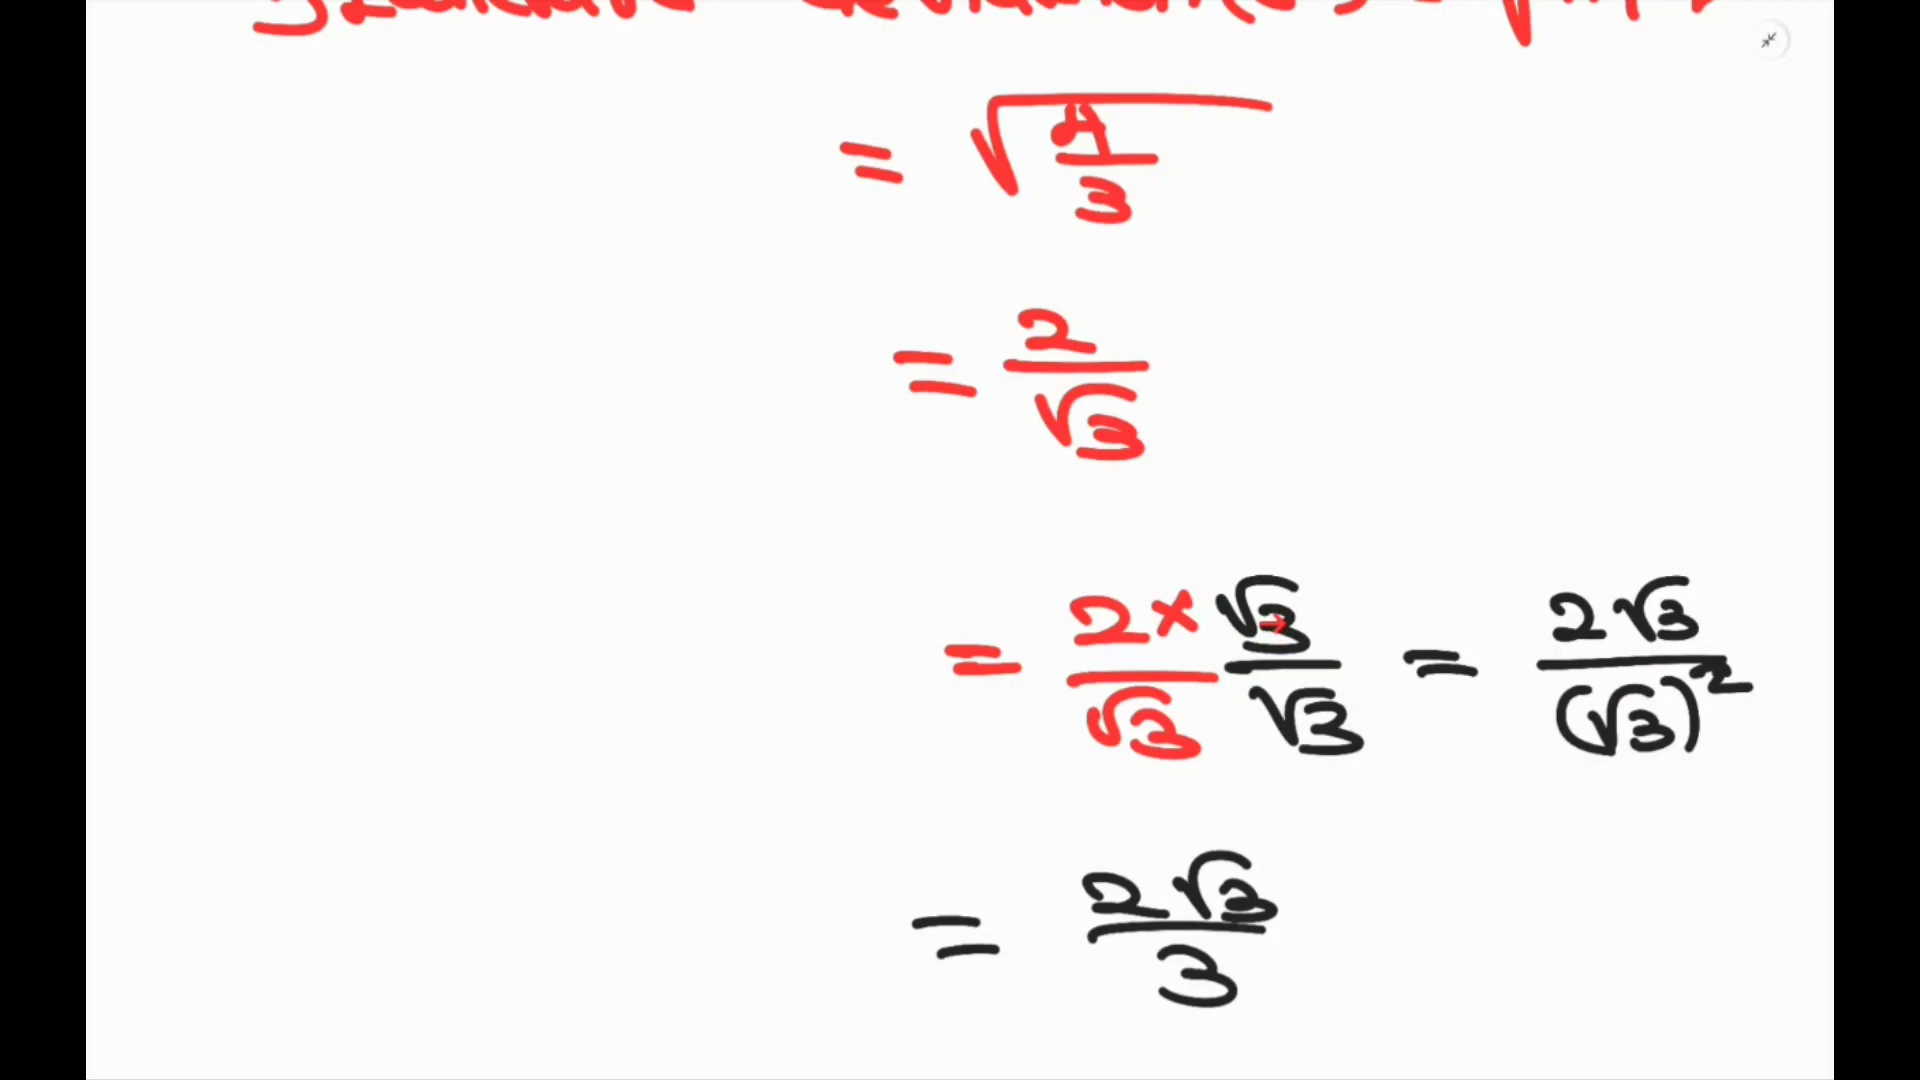 = √(4/3)
= 2/√3
= 2×/√3 √3/√3 = 2√3/(√3)²
= 2√3/3